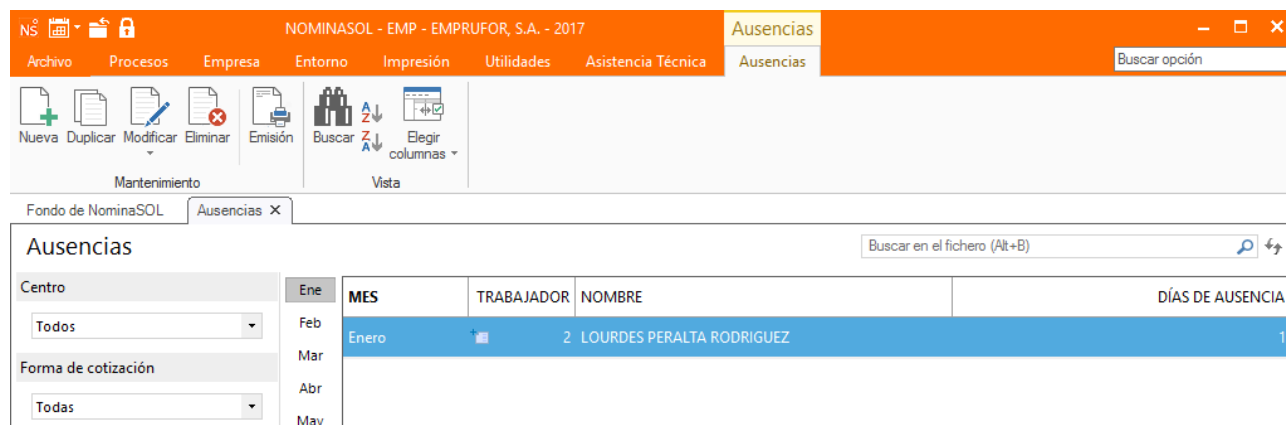 NS NOMINASOL - EMP - EMPRUFOR, S.A. - 2017 Ausencias
Archivo Procesos Empresa Entorno Impresión Utilidades Asistencia Técnica Ausencias Buscar opción
Nueva Duplicar Modificar Eliminar Emisión Buscar Elegir columnas
Mantenimiento Vista
Fondo de NominaSOL Ausencias
Ausencias Buscar en el fichero (Alt+B)
Centro Ene MES TRABAJADOR NOMBRE DÍAS DE AUSENCIA
Todos Feb
Enero 2 LOURDES PERALTA RODRIGUEZ 1
Mar
Forma de cotización
Abr
Todas
May